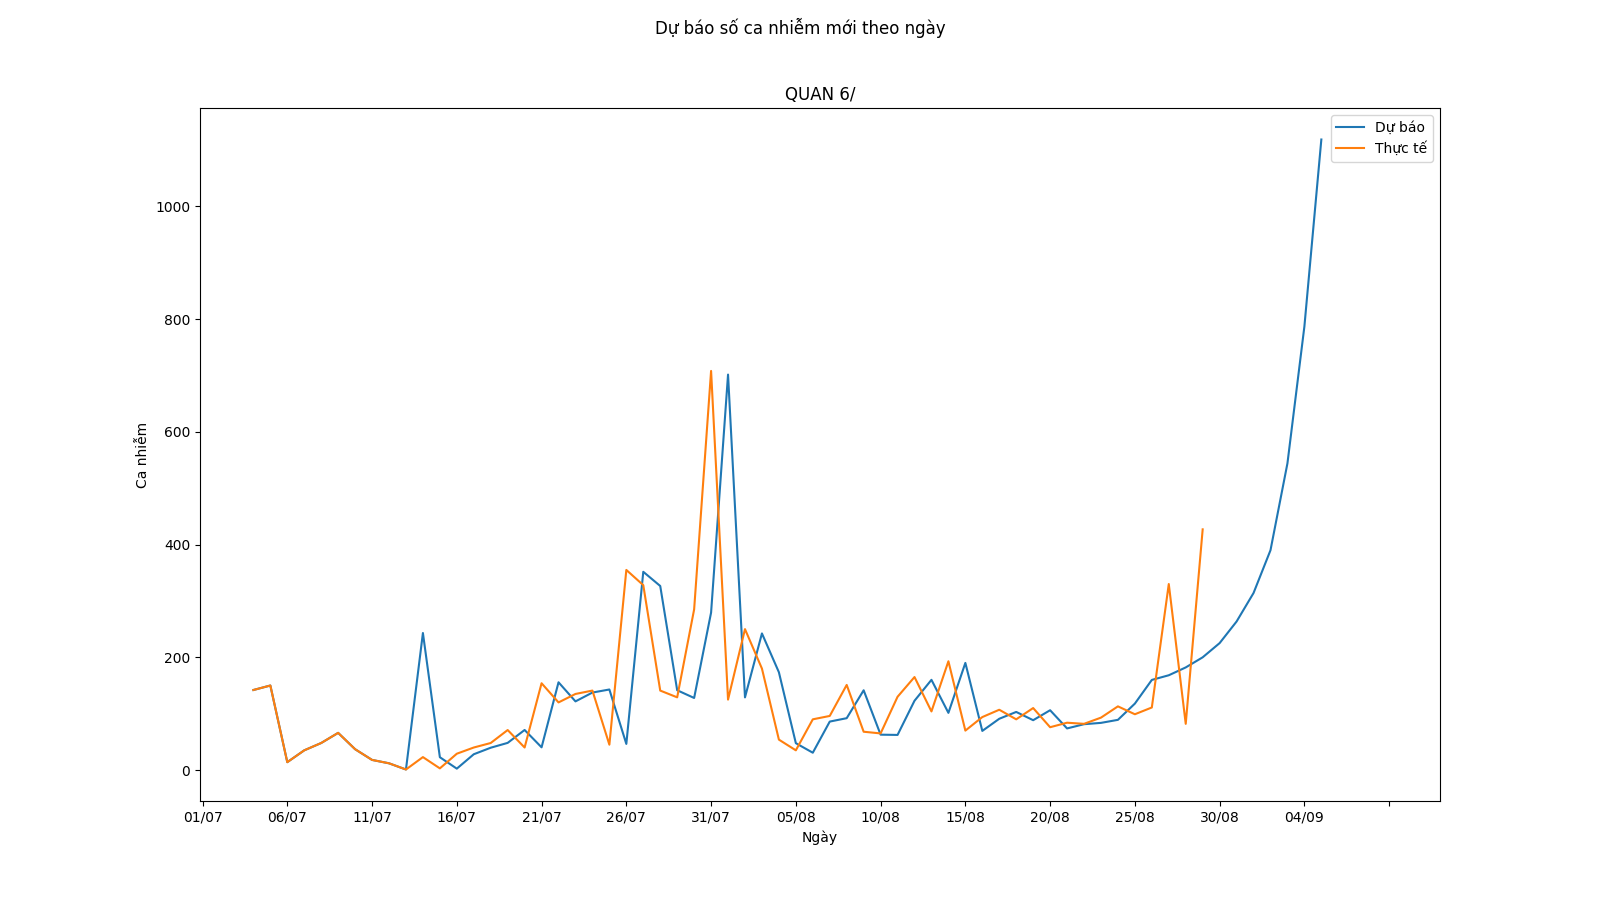 Dự báo số ca nhiễm mới theo ngày
QUAN 6/
Dự báo
Thực tế
1000
800
600
400
200
0
Ca nhiễm
01/07 06/07 11/07 16/07 21/07 26/07 31/07 05/08 10/08 15/08 20/08 25/08 30/08 04/09
Ngày